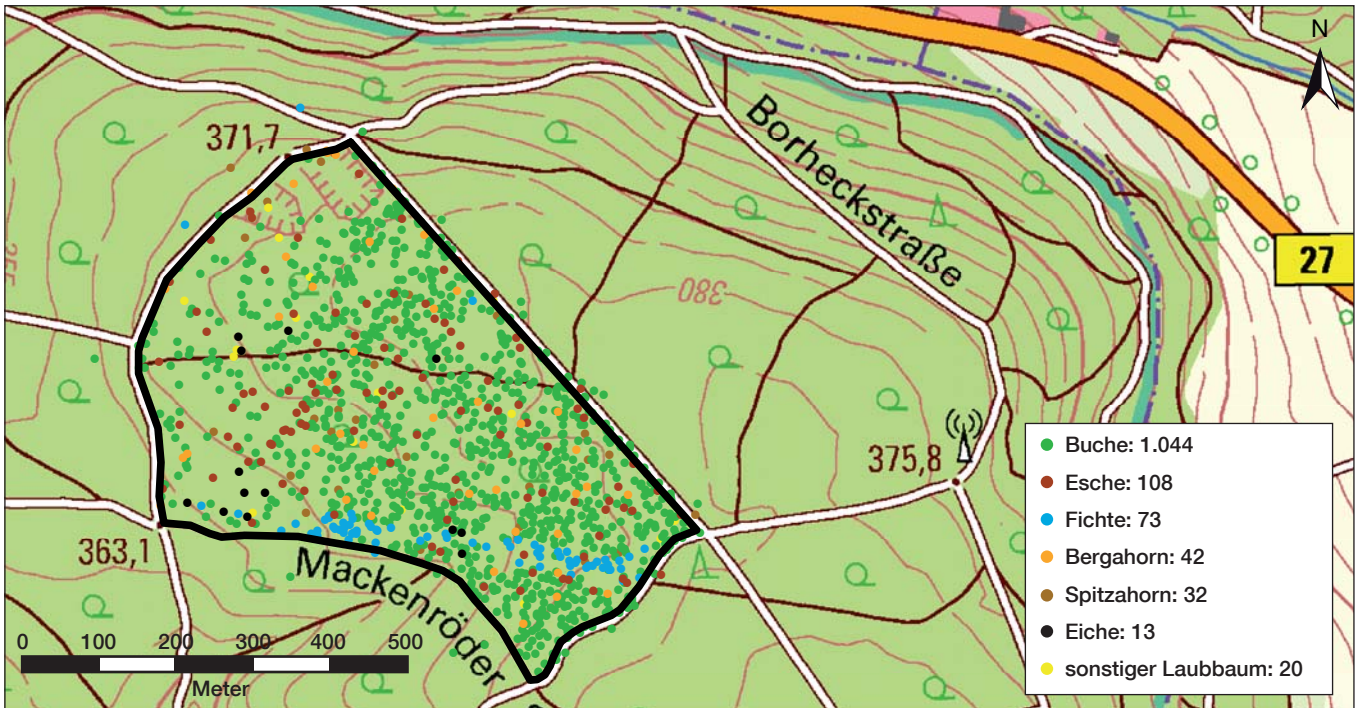 N
371,7
Borheckstraße
27
380
375,8
363,1
Mackenröder
0 100 200 300 400 500
Meter
Buche: 1.044
Esche: 108
Fichte: 73
Bergahorn: 42
Spitzahorn: 32
Eiche: 13
sonstiger Laubbaum: 20